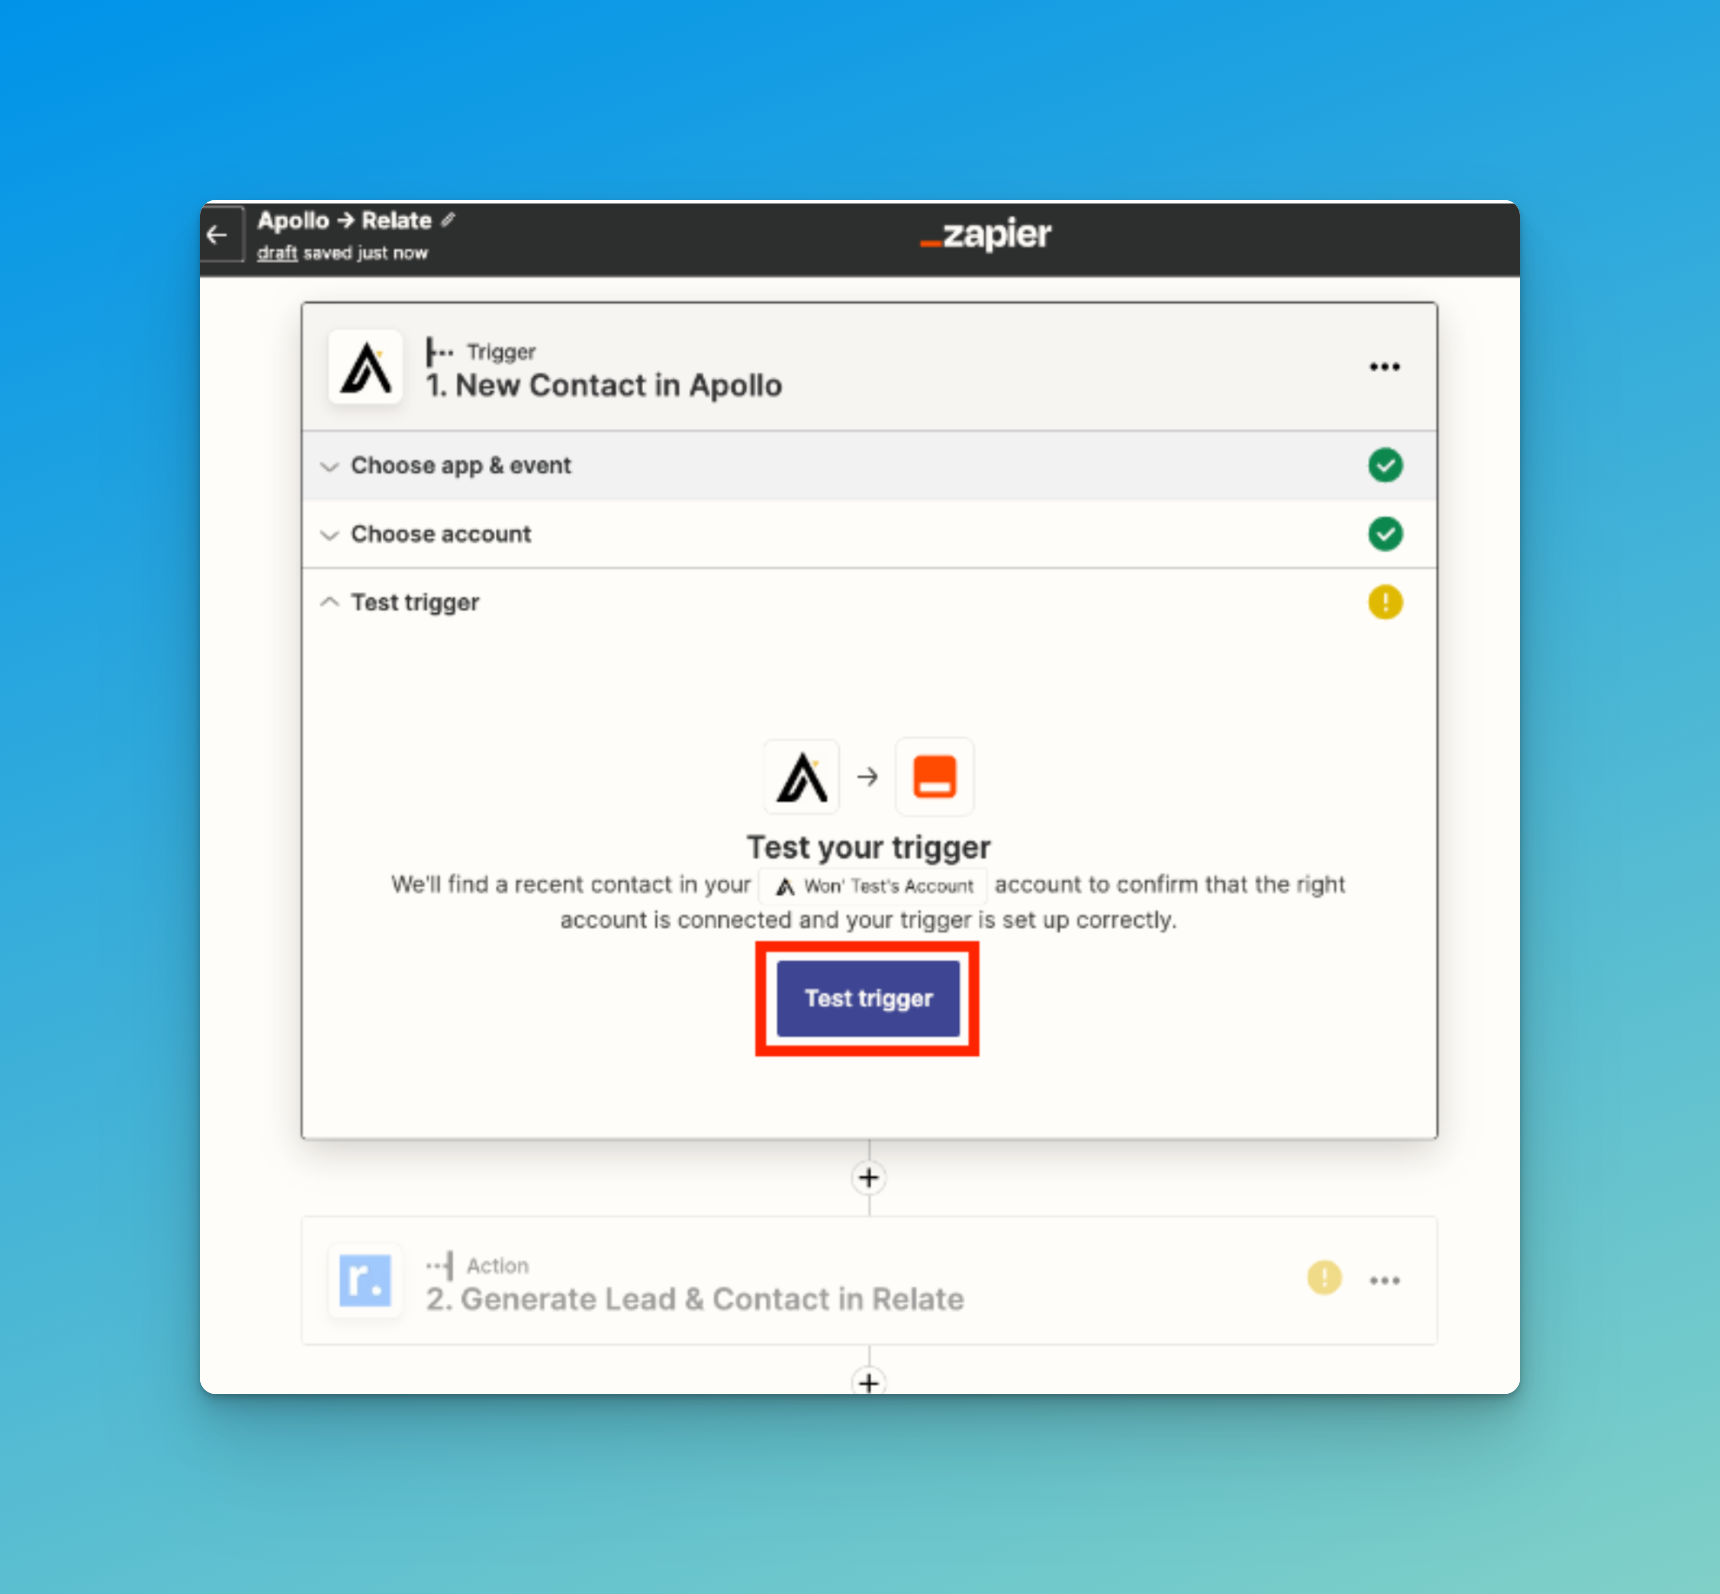 Apollo → Relate
draft saved just now
zapier
Trigger
1. New Contact in Apollo
Choose app & event
Choose account
Test trigger
Test your trigger
We'll find a recent contact in your Won' Test's Account account to confirm that the right
account is connected and your trigger is set up correctly.
Test trigger
r.
Action
2. Generate Lead & Contact in Relate